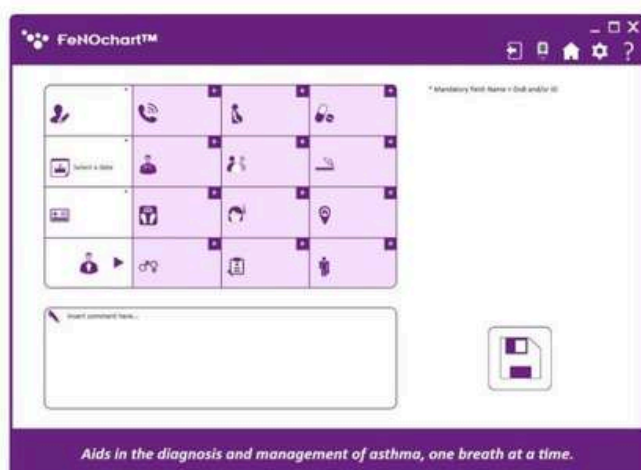 FeNOchart™
* Mandatory field: Name + DoB and/or ID
Select a date
Insert comment here...
Aids in the diagnosis and management of asthma, one breath at a time.